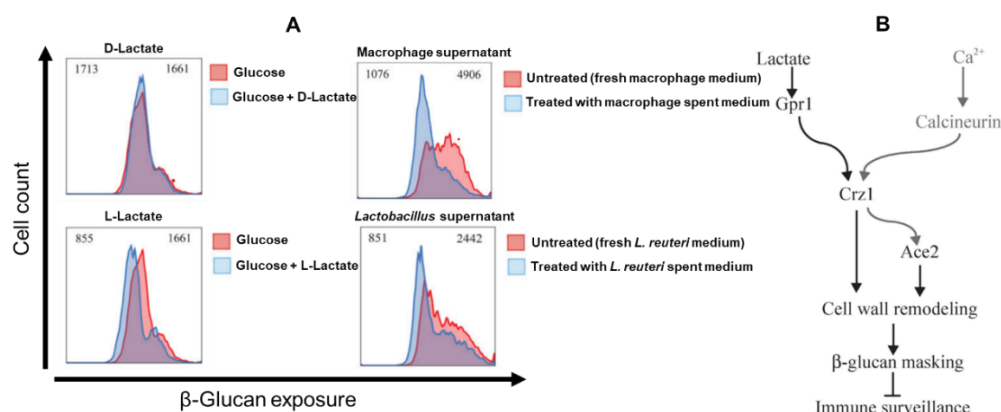 A
B
Cell count
D-Lactate
1713 1661
Glucose
Glucose + D-Lactate
Macrophage supernatant
1076 4906
Untreated (fresh macrophage medium)
Treated with macrophage spent medium
L-Lactate
855 1661
Glucose
Glucose + L-Lactate
Lactobacillus supernatant
851 2442
Untreated (fresh L. reuteri medium)
Treated with L. reuteri spent medium
β-Glucan exposure
Lactate
Ca²⁺
Gpr1
Calcineurin
Crz1
Ace2
Cell wall remodeling
β-glucan masking
Immune surveillance